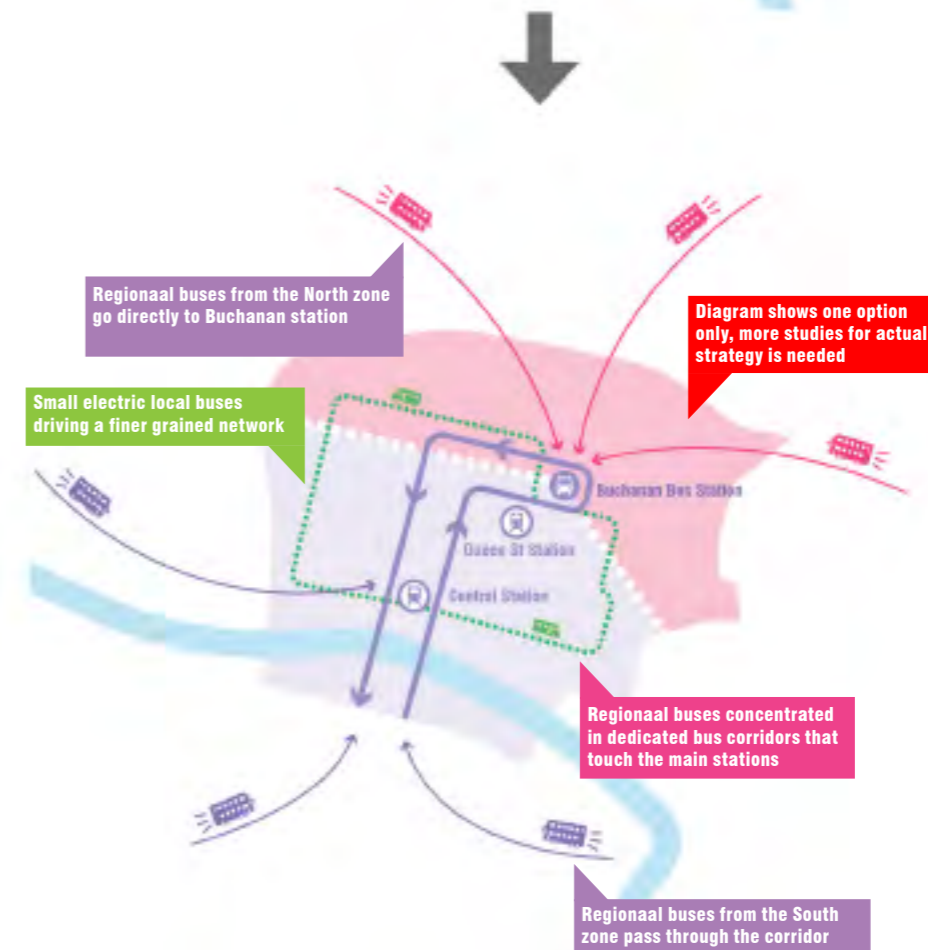 Regionaal buses from the North zone
go directly to Buchanan station
Diagram shows one option
only, more studies for actual
strategy is needed
Small electric local buses
driving a finer grained network
Buchanan Bus Station
Queen St Station
Central Station
Regionaal buses concentrated
in dedicated bus corridors that
touch the main stations
Regionaal buses from the South
zone pass through the corridor